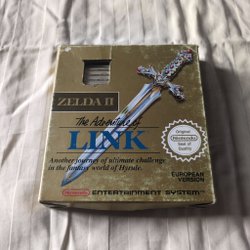 ZELDA II
The Adventure of
LINK
Another journey of ultimate challenge
in the fantasy world of Hyrule.
Original
Nintendo
Seal of
Quality
EUROPEAN
VERSION
Nintendo
ENTERTAINMENT SYSTEM™